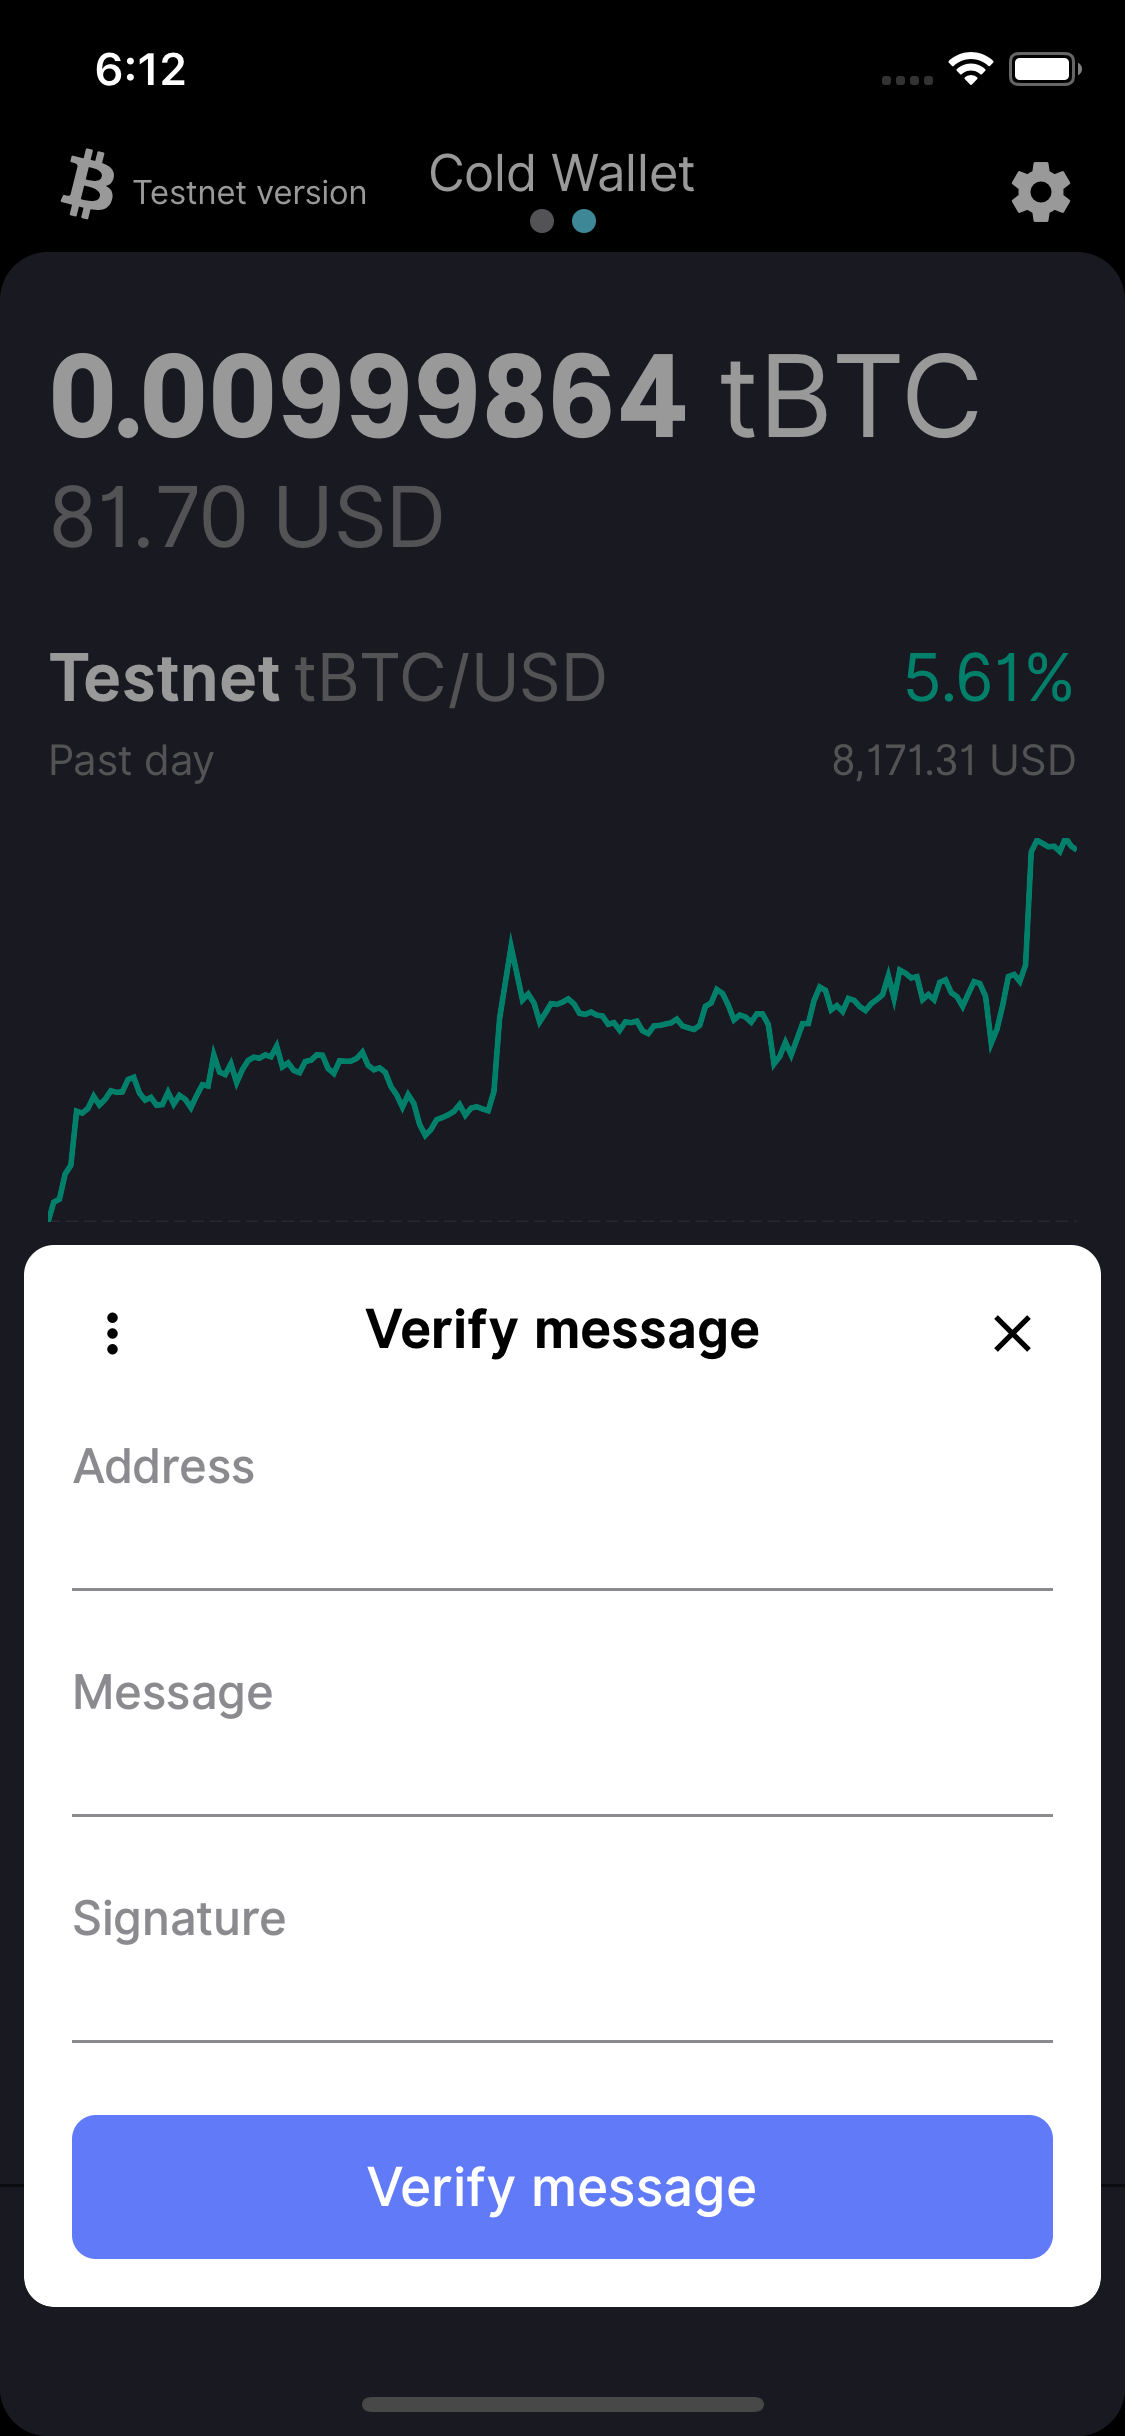 6:12
Testnet version
Cold Wallet
0.00999864 tBTC
81.70 USD
Testnet tBTC/USD
5.61%
Past day
8,171.31 USD
Verify message
Address
Message
Signature
Verify message